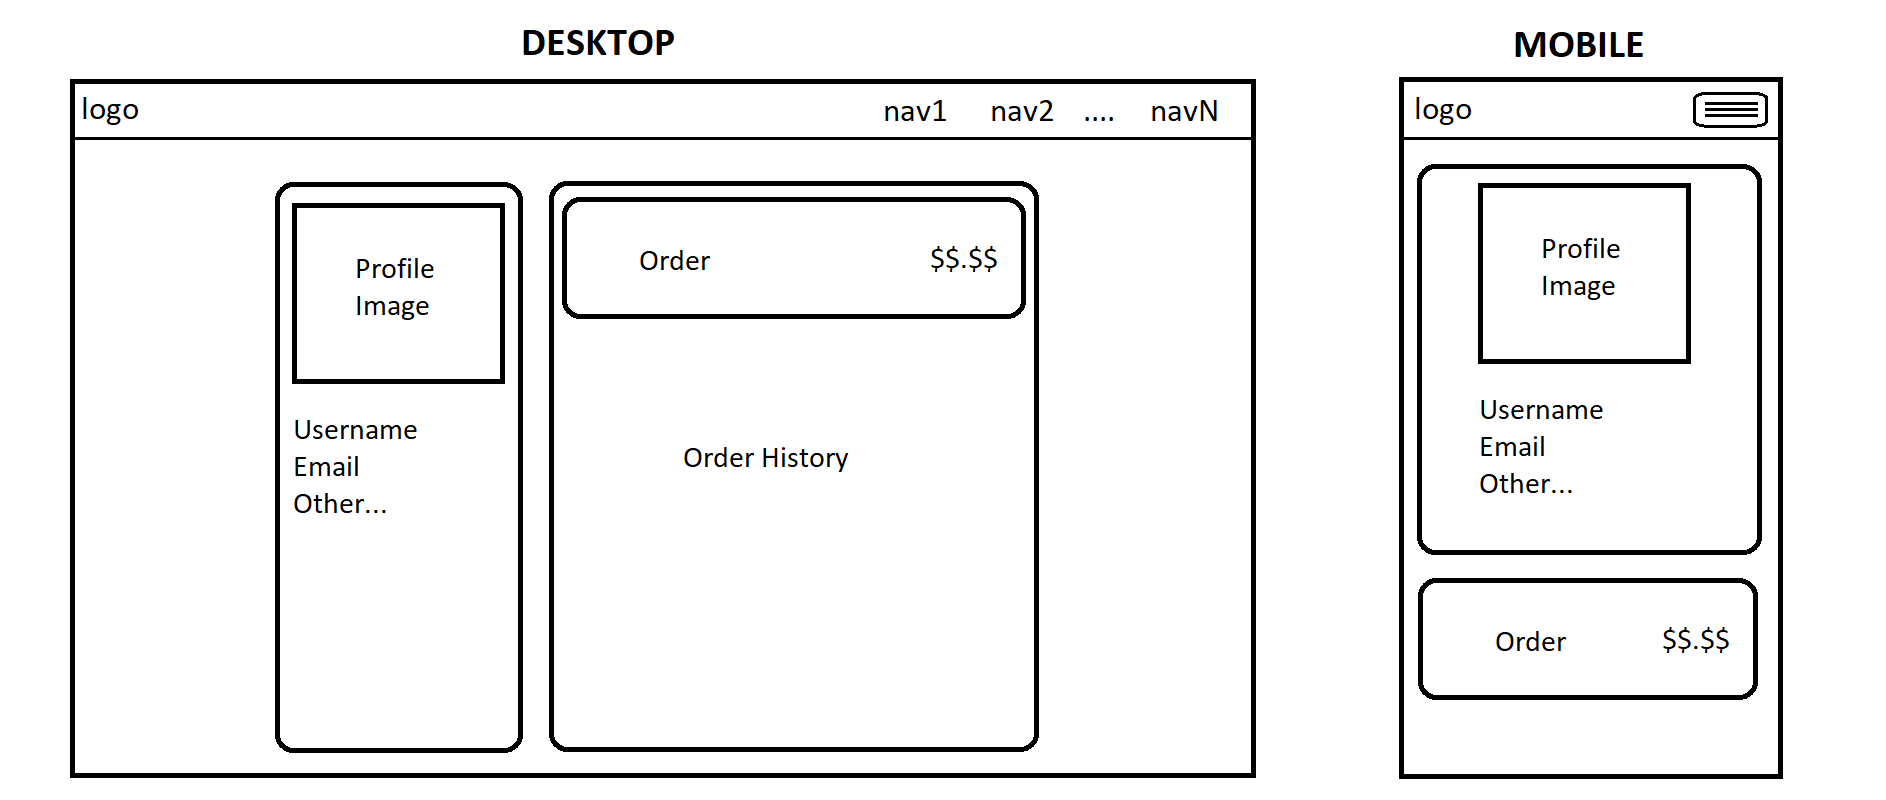 DESKTOP
logo
nav1 nav2 .... navN
Profile
Image
Username
Email
Other...
Order $$.$$
Order History
MOBILE
logo
Profile
Image
Username
Email
Other...
Order $$.$$